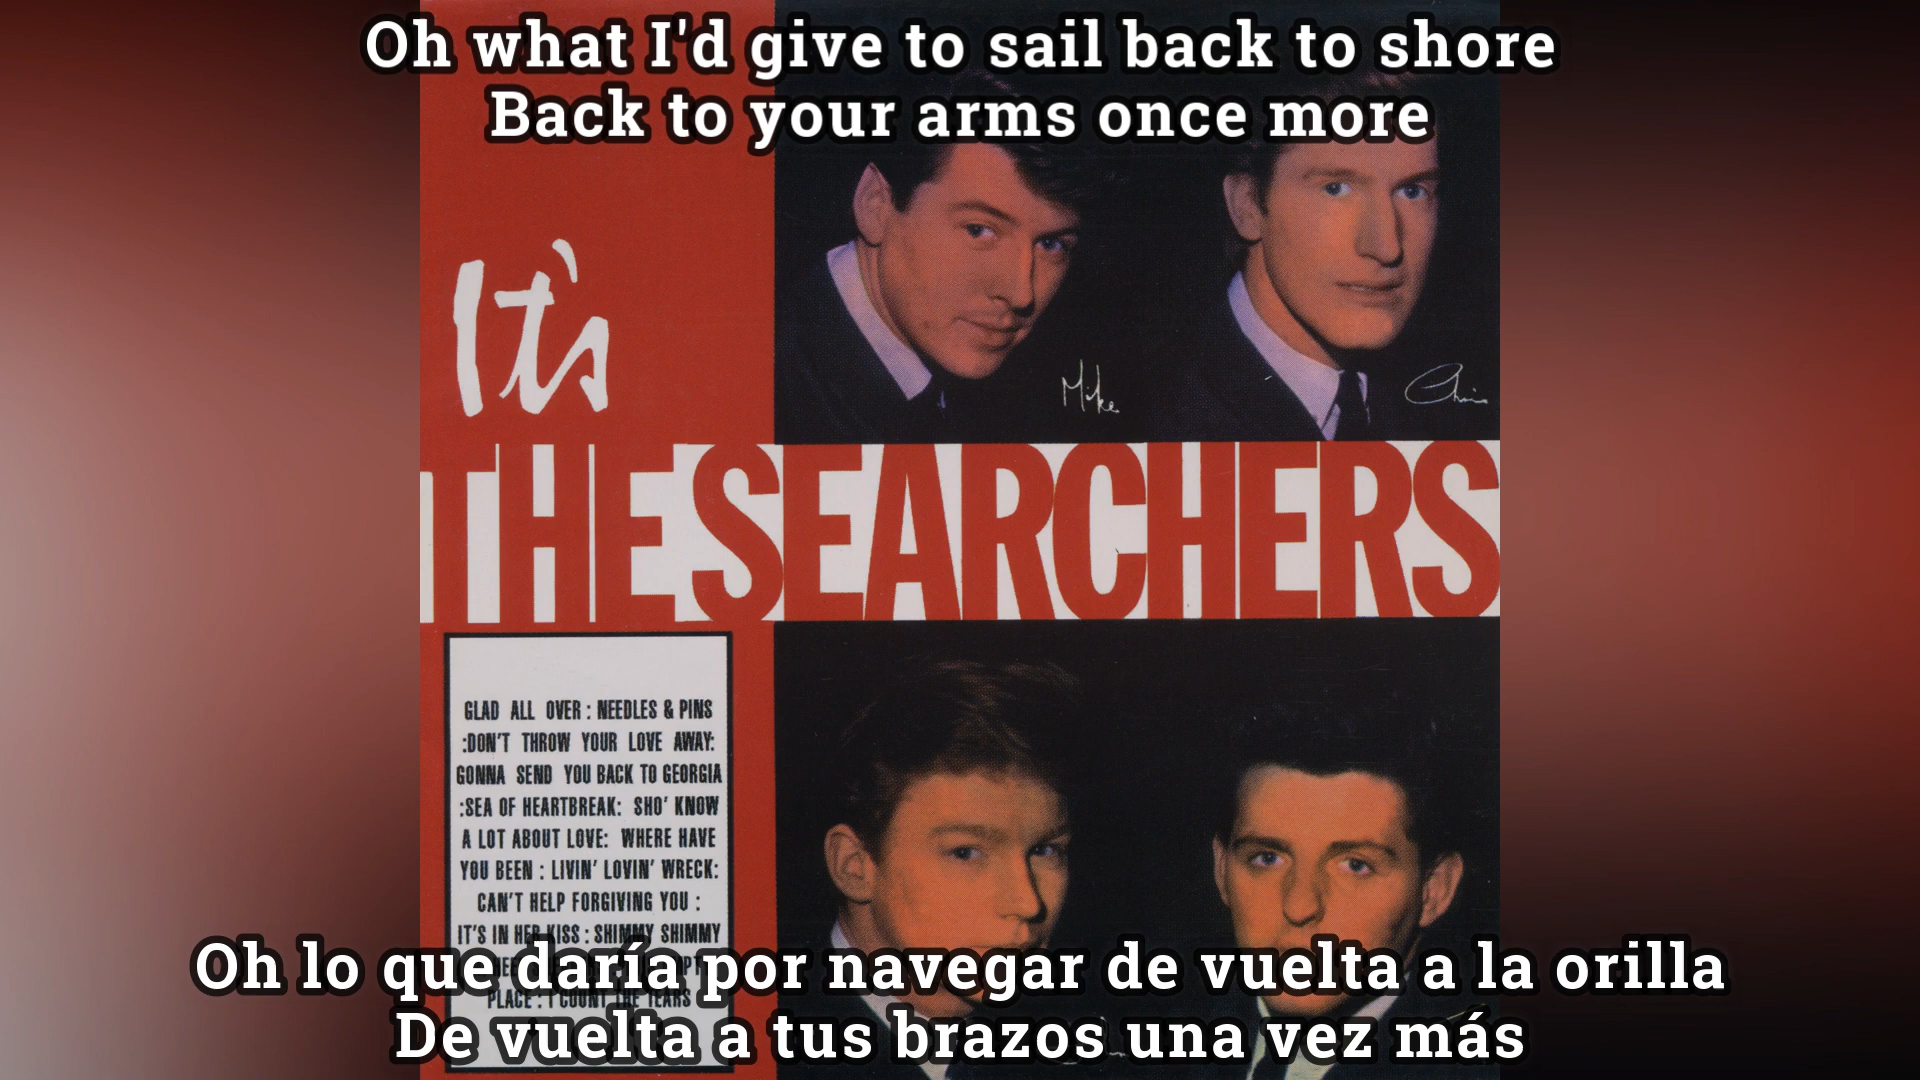 Oh what I'd give to sail back to shore
Back to your arms once more
It's
Mike
Chris
THE SEARCHERS
GLAD ALL OVER : NEEDLES & PINS
:DON'T THROW YOUR LOVE AWAY:
GONNA SEND YOU BACK TO GEORGIA
:SEA OF HEARTBREAK: SHO' KNOW
A LOT ABOUT LOVE: WHERE HAVE
YOU BEEN : LIVIN' LOVIN' WRECK:
CAN'T HELP FORGIVING YOU :
IT'S IN HER KISS : SHIMMY SHIMMY
PLACE : I COUNT THE TEARS
Oh lo que daría por navegar de vuelta a la orilla
De vuelta a tus brazos una vez más